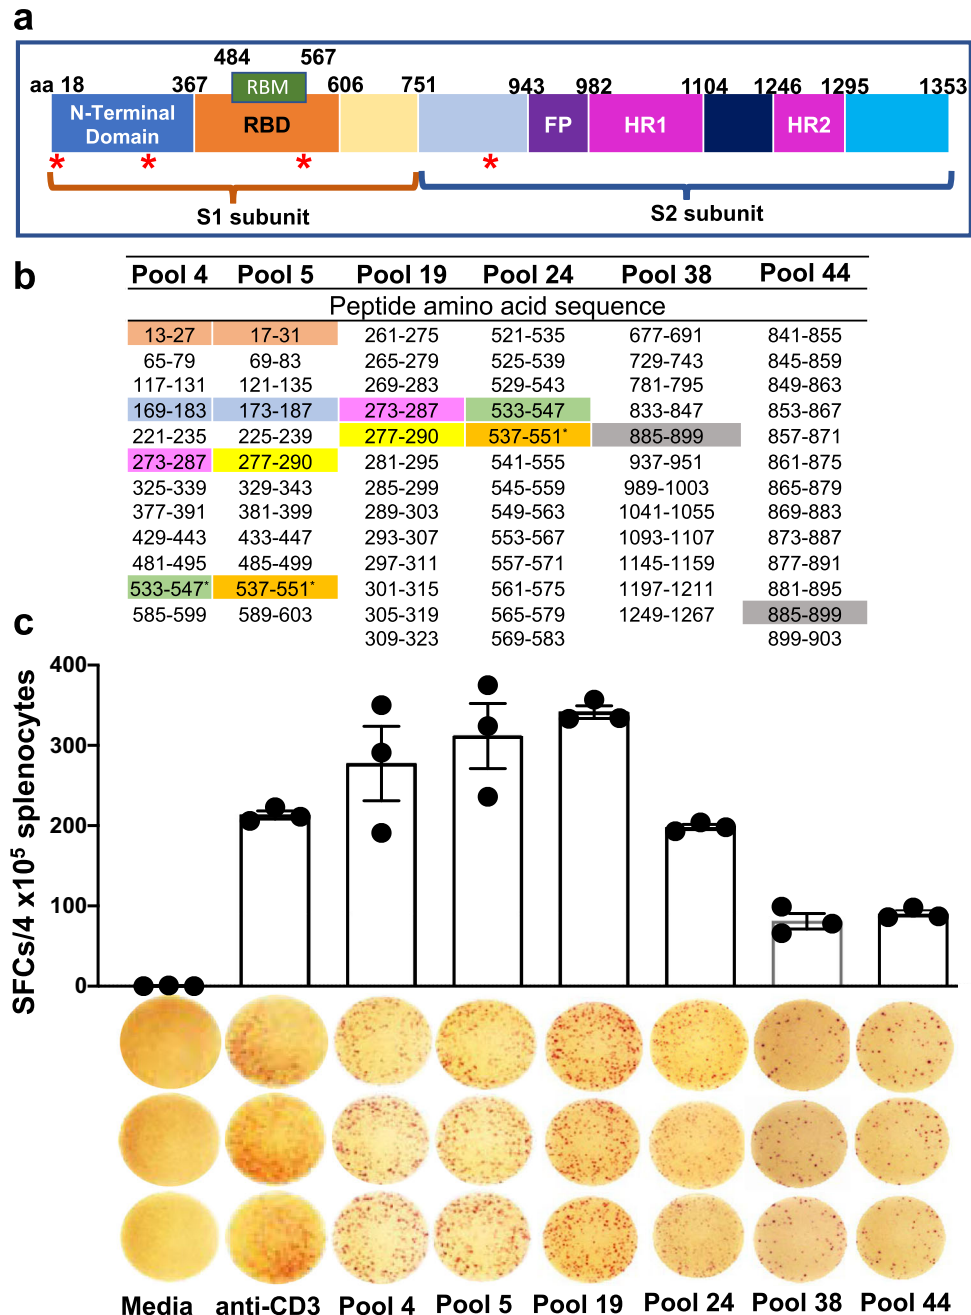 a
484 567
aa 18 367 RBM 606 751 943 982 1104 1246 1295 1353
N-Terminal Domain RBD FP HR1 HR2
* * * *
S1 subunit S2 subunit
b
Pool 4 Pool 5 Pool 19 Pool 24 Pool 38 Pool 44
Peptide amino acid sequence
13-27 17-31 261-275 521-535 677-691 841-855
65-79 69-83 265-279 525-539 729-743 845-859
117-131 121-135 269-283 529-543 781-795 849-863
169-183 173-187 273-287 533-547 833-847 853-867
221-235 225-239 277-290 537-551* 885-899 857-871
273-287 277-290 281-295 541-555 937-951 861-875
325-339 329-343 285-299 545-559 989-1003 865-879
377-391 381-399 289-303 549-563 1041-1055 869-883
429-443 433-447 293-307 553-567 1093-1107 873-887
481-495 485-499 297-311 557-571 1145-1159 877-891
533-547* 537-551* 301-315 561-575 1197-1211 881-895
585-599 589-603 305-319 565-579 1249-1267 885-899
309-323 569-583 899-903
c
SFCs/4 x10⁵ splenocytes
400
300
200
100
0
Media anti-CD3 Pool 4 Pool 5 Pool 19 Pool 24 Pool 38 Pool 44